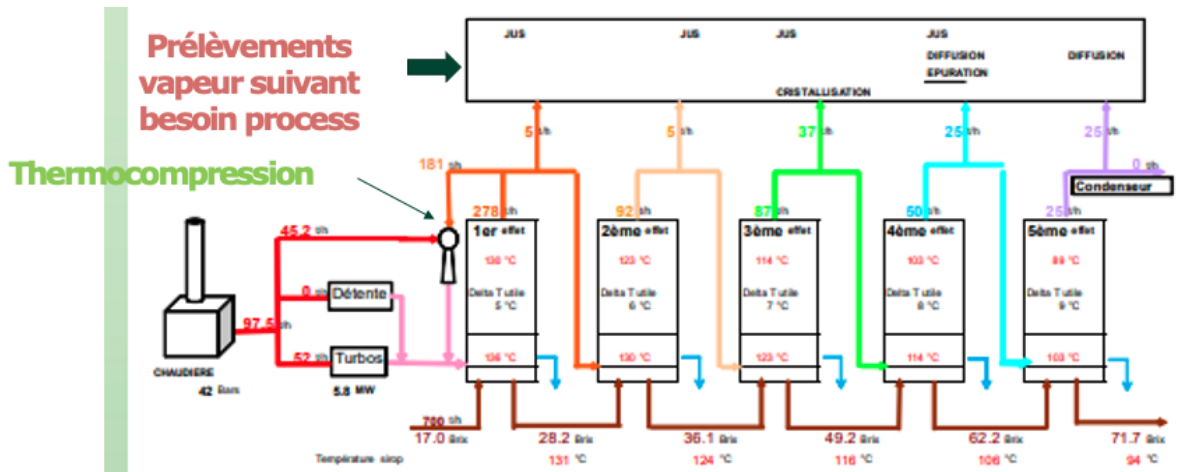 Prélèvements
vapeur suivant
besoin process
Thermocompression
JUS JUS JUS DIFFUSION DIFFUSION
EPURATION
CRISTALLISATION
5 t/h 5 t/h 37 t/h 25 t/h 25 t/h
181 t/h 0 t/h
Condenseur
278 t/h 92 t/h 87 t/h 50 t/h 25 t/h
45.2 t/h
1er effet 2ème effet 3ème effet 4ème effet 5ème effet
130 °C 123 °C 114 °C 103 °C 89 °C
0 t/h Détente
Delta T utile Delta T utile Delta T utile Delta T utile Delta T utile
5 °C 6 °C 7 °C 8 °C 9 °C
97.5 t/h
52 t/h Turbos
136 °C 130 °C 123 °C 114 °C 103 °C
CHAUDIERE
42 Bars 5.8 MW
700 t/h
17.0 Brix 28.2 Brix 36.1 Brix 49.2 Brix 62.2 Brix 71.7 Brix
Température sirop 131 °C 124 °C 116 °C 106 °C 94 °C